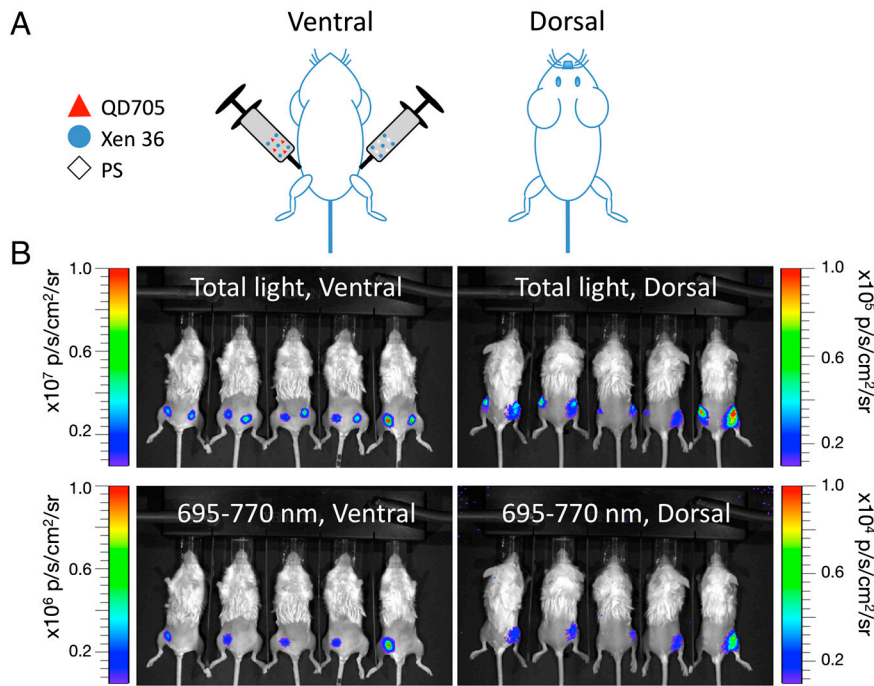 A
Ventral
Dorsal
QD705
Xen 36
PS
B
1.0
0.6
0.2
x10⁷ p/s/cm2/sr
Total light, Ventral
Total light, Dorsal
1.0
0.6
0.2
x10⁵ p/s/cm2/sr
1.0
0.6
0.2
x10⁶ p/s/cm2/sr
695-770 nm, Ventral
695-770 nm, Dorsal
1.0
0.6
0.2
x10⁴ p/s/cm2/sr